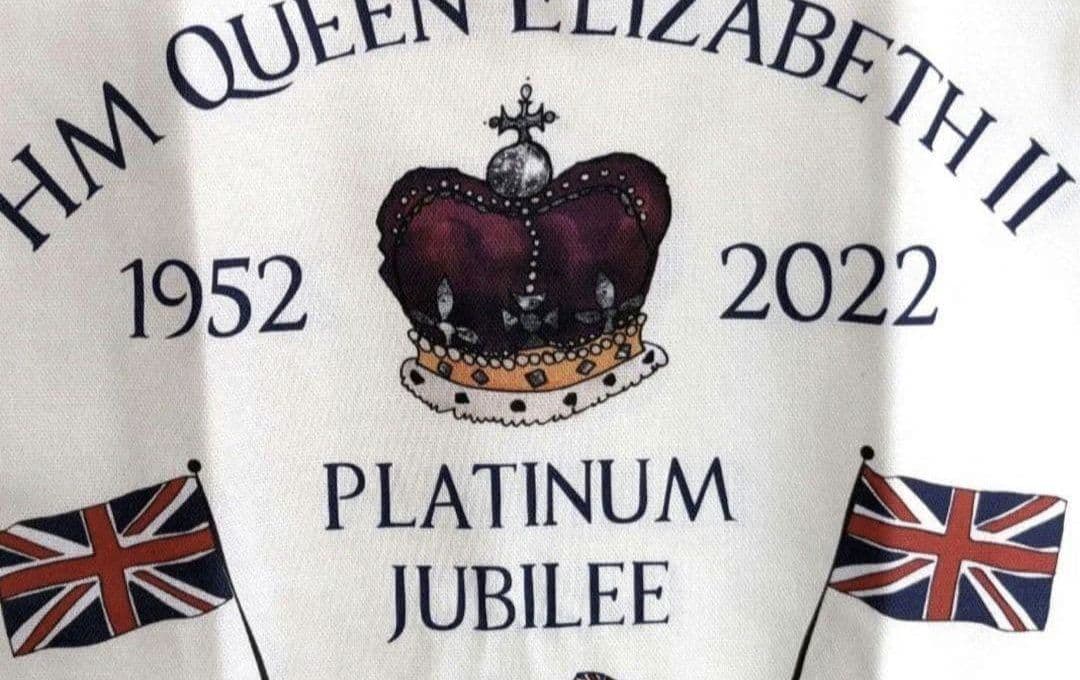 HM QUEEN ELIZABETH II
1952
2022
PLATINUM
JUBILEE